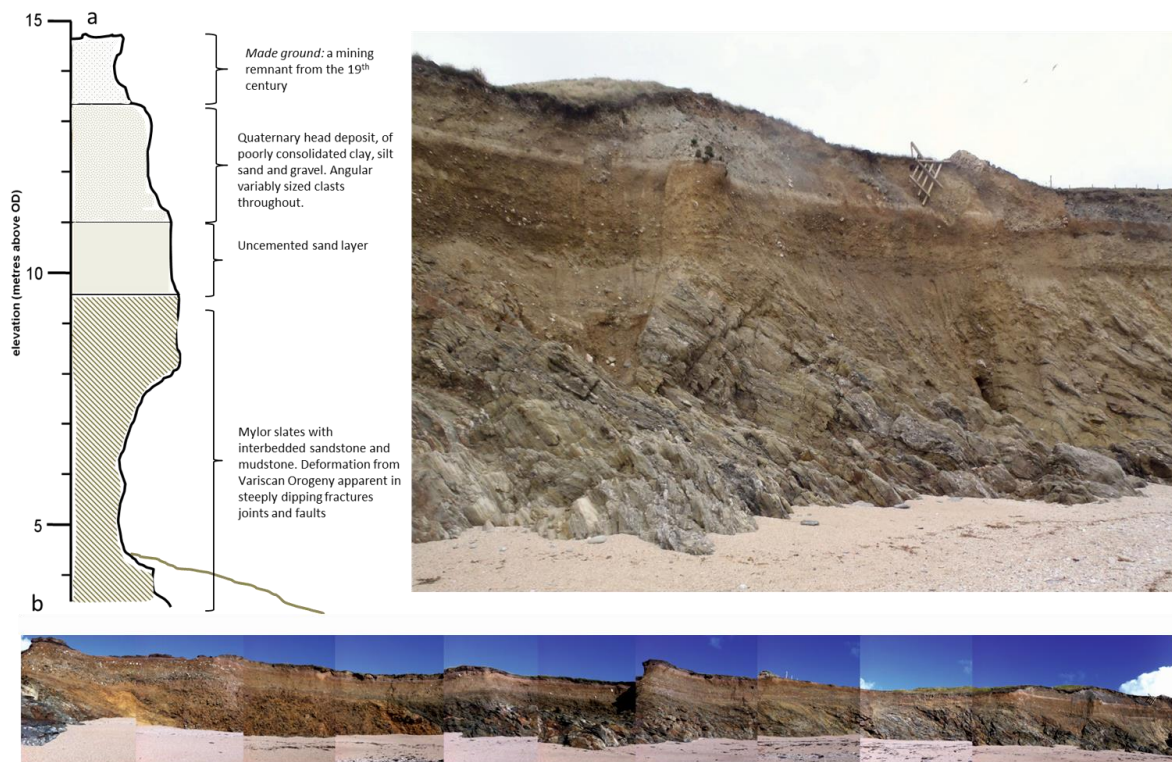 15
a
10
5
b
elevation (metres above OD)
Made ground: a mining
remnant from the 19th
century
Quaternary head deposit, of
poorly consolidated clay, silt
sand and gravel. Angular
variably sized clasts
throughout.
Uncemented sand layer
Mylor slates with
interbedded sandstone and
mudstone. Deformation from
Variscan Orogeny apparent in
steeply dipping fractures
joints and faults